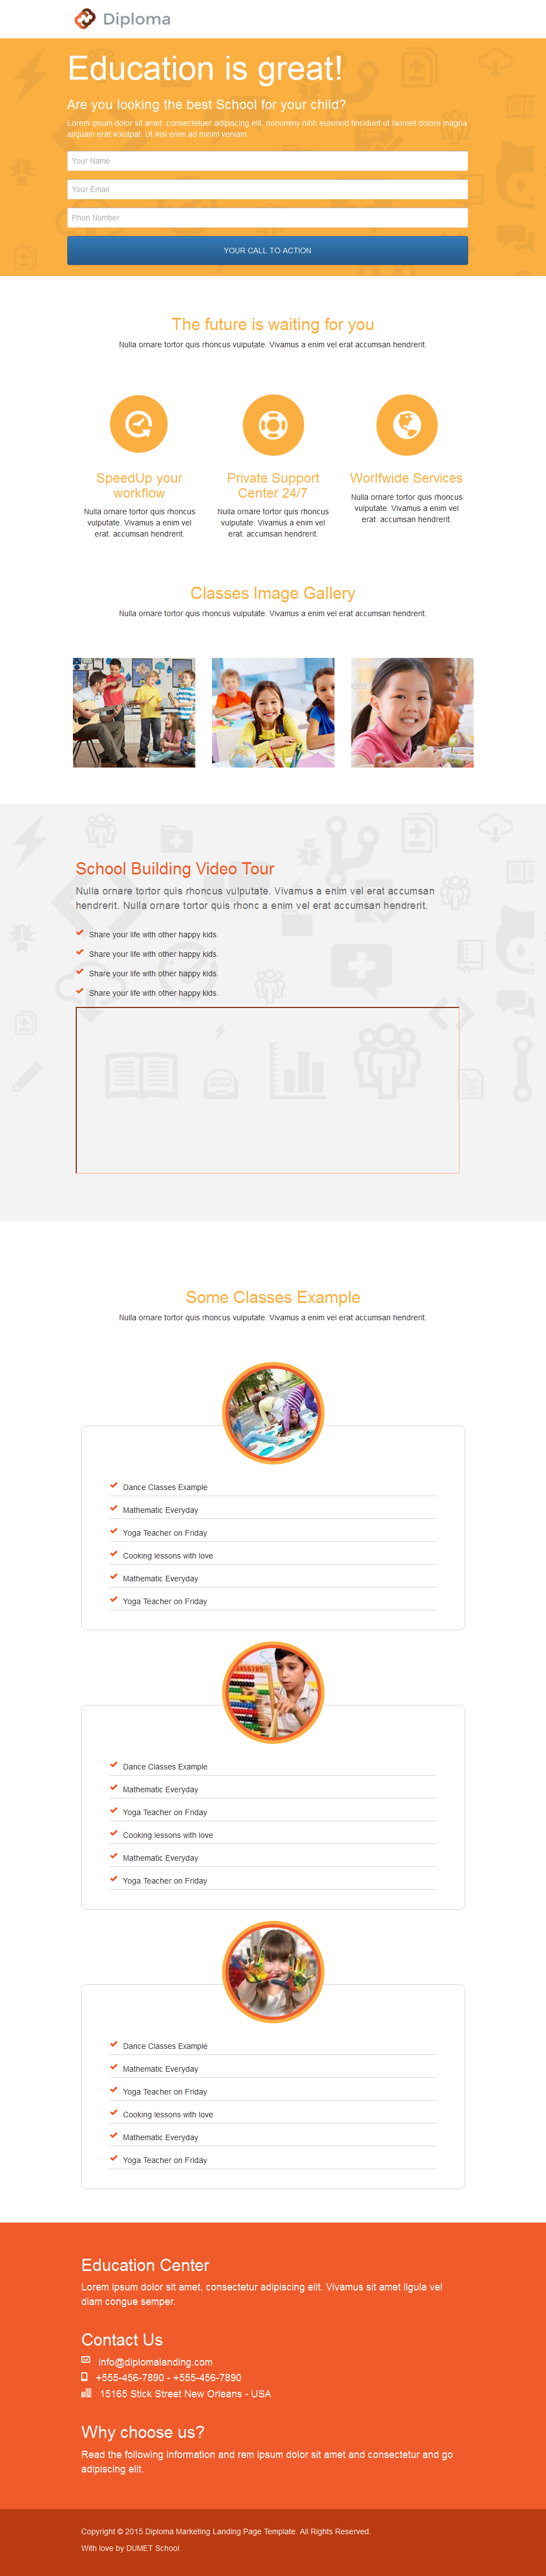 Diploma
Education is great!
Are you looking the best School for your child?
Lorem ipsum dolor sit amet, consectetuer adipiscing elit, nonummy nibh euismod tincidunt ut laoreet dolore magna
aliquam erat volutpat. Ut wisi enim ad minim veniam.
Your Name
Your Email
Phon Number
YOUR CALL TO ACTION
The future is waiting for you
Nulla ornare tortor quis rhoncus vulputate. Vivamus a enim vel erat accumsan hendrerit.
SpeedUp your
workflow
Nulla ornare tortor quis rhoncus
vulputate. Vivamus a enim vel
erat. accumsan hendrerit.
Private Support
Center 24/7
Nulla ornare tortor quis rhoncus
vulputate. Vivamus a enim vel
erat. accumsan hendrerit.
Worlfwide Services
Nulla ornare tortor quis rhoncus
vulputate. Vivamus a enim vel
erat. accumsan hendrerit.
Classes Image Gallery
Nulla ornare tortor quis rhoncus vulputate. Vivamus a enim vel erat accumsan hendrerit.
School Building Video Tour
Nulla ornare tortor quis rhoncus vulputate. Vivamus a enim vel erat accumsan
hendrerit. Nulla ornare tortor quis rhonc a enim vel erat accumsan hendrerit.
Share your life with other happy kids.
Share your life with other happy kids.
Share your life with other happy kids.
Share your life with other happy kids.
Some Classes Example
Nulla ornare tortor quis rhoncus vulputate. Vivamus a enim vel erat accumsan hendrerit.
Dance Classes Example
Mathematic Everyday
Yoga Teacher on Friday
Cooking lessons with love
Mathematic Everyday
Yoga Teacher on Friday
Dance Classes Example
Mathematic Everyday
Yoga Teacher on Friday
Cooking lessons with love
Mathematic Everyday
Yoga Teacher on Friday
Dance Classes Example
Mathematic Everyday
Yoga Teacher on Friday
Cooking lessons with love
Mathematic Everyday
Yoga Teacher on Friday
Education Center
Lorem ipsum dolor sit amet, consectetur adipiscing elit. Vivamus sit amet ligula vel
diam congue semper.
Contact Us
info@diplomalanding.com
+555-456-7890 - +555-456-7890
15165 Stick Street New Orleans - USA
Why choose us?
Read the following information and rem ipsum dolor sit amet and consectetur and go
adipiscing elit.
Copyright © 2015 Diploma Marketing Landing Page Template. All Rights Reserved.
With love by DUMET School